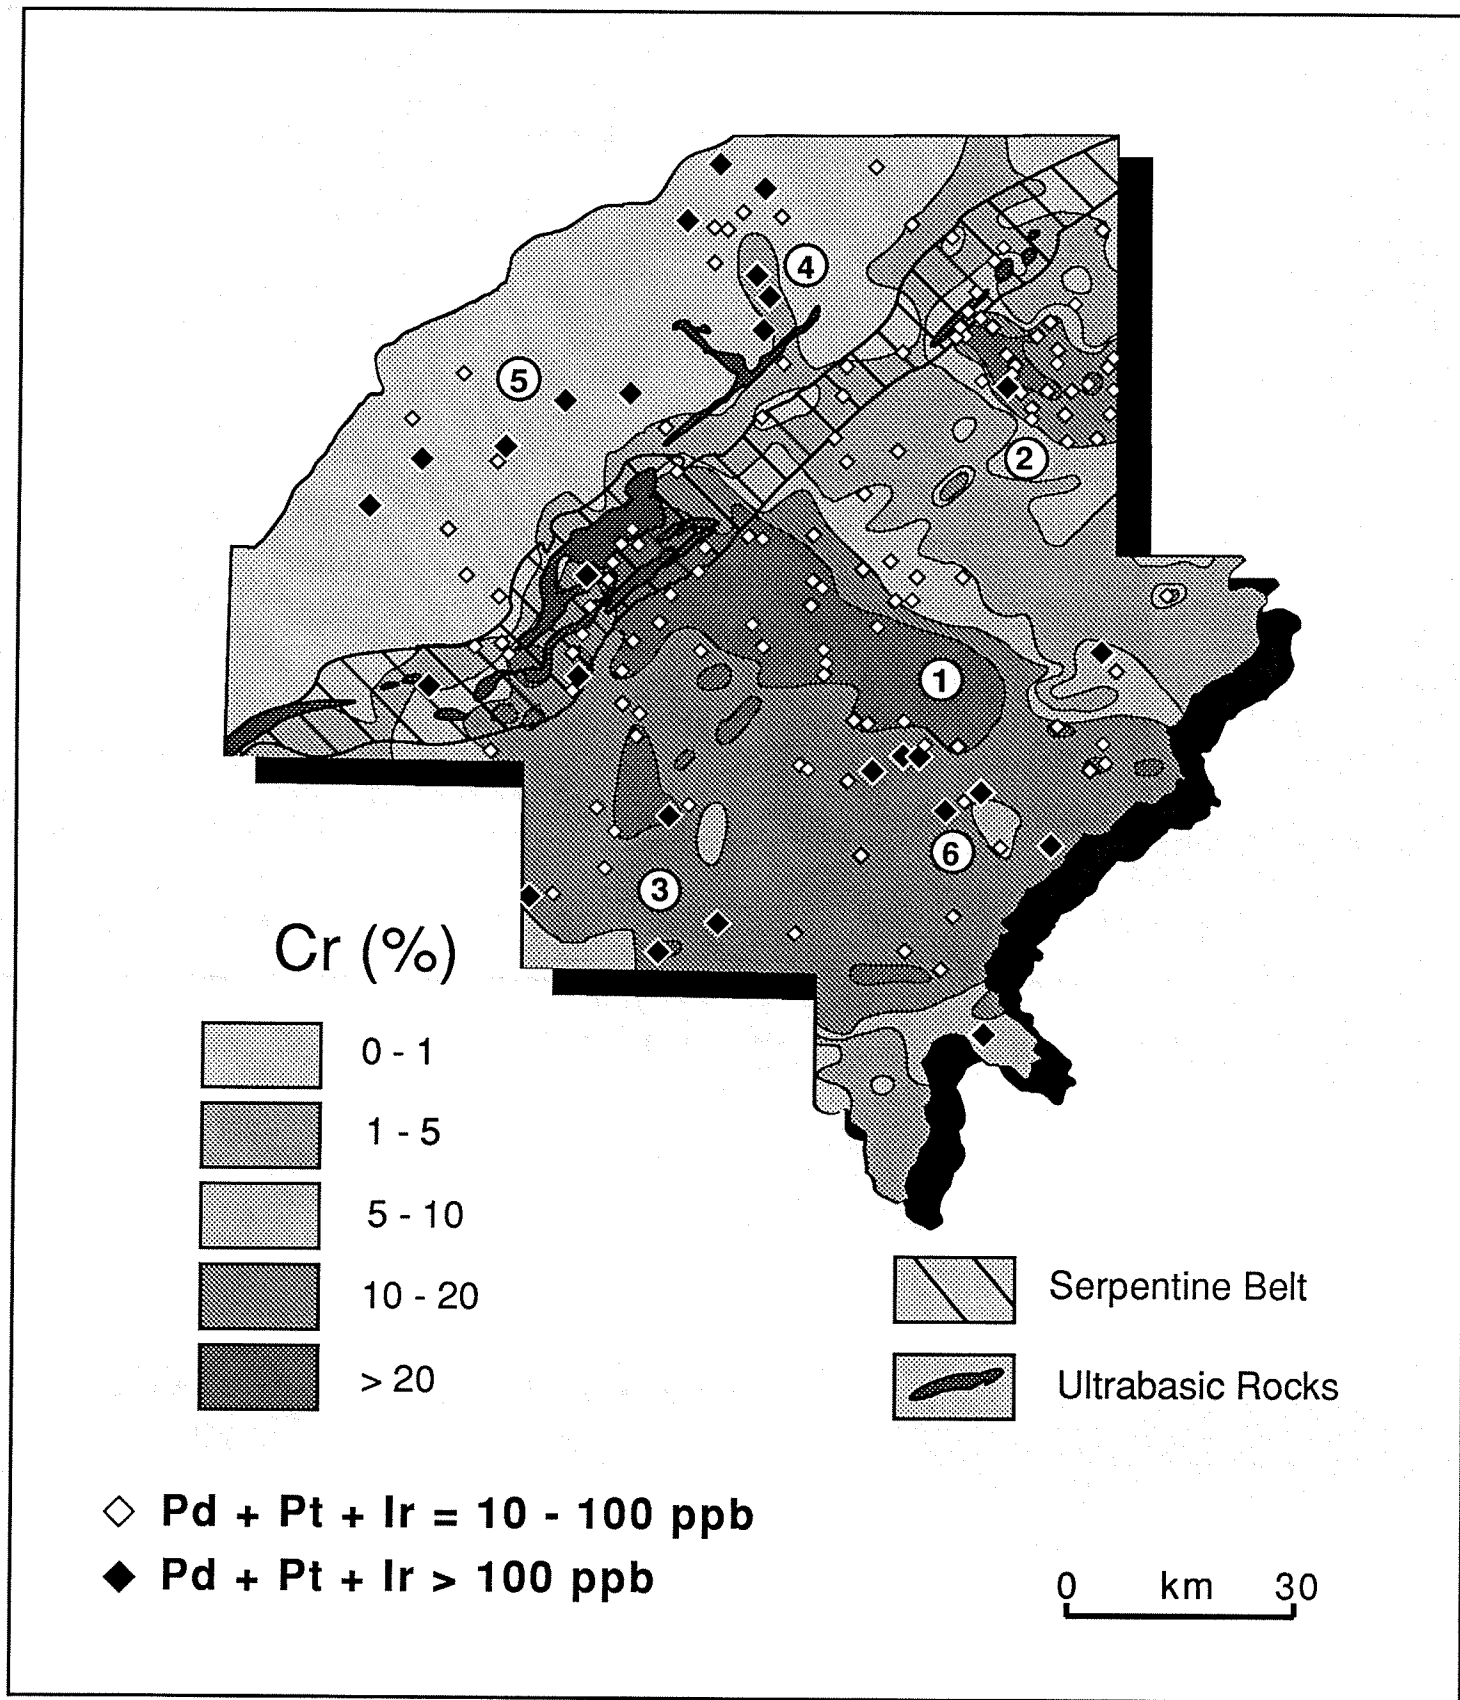 4
5
2
1
6
3
Cr (%)
0 - 1
1 - 5
5 - 10
10 - 20
> 20
Serpentine Belt
Ultrabasic Rocks
Pd + Pt + Ir = 10 - 100 ppb
Pd + Pt + Ir > 100 ppb
0 km 30